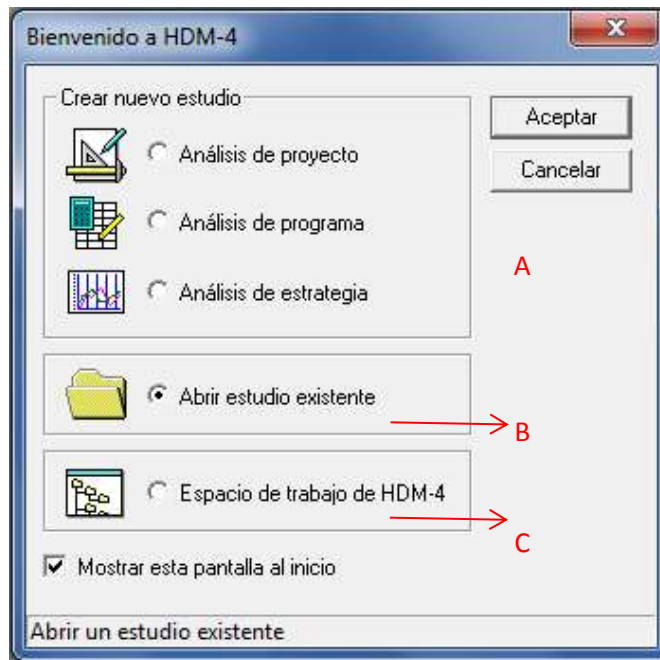 Bienvenido a HDM-4
Crear nuevo estudio
Aceptar
Análisis de proyecto
Cancelar
Análisis de programa
A
Análisis de estrategia
Abrir estudio existente
B
Espacio de trabajo de HDM-4
C
Mostrar esta pantalla al inicio
Abrir un estudio existente